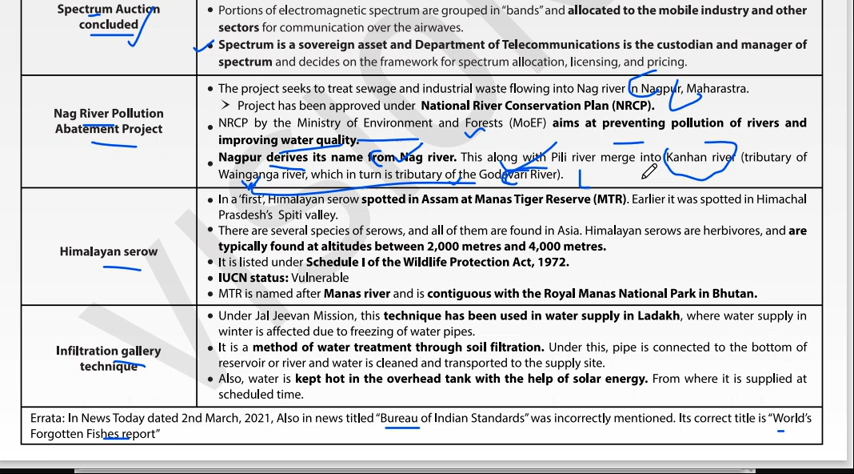 Spectrum Auction
concluded
• Portions of electromagnetic spectrum are grouped in "bands" and allocated to the mobile industry and other
sectors for communication over the airwaves.
• Spectrum is a sovereign asset and Department of Telecommunications is the custodian and manager of
spectrum and decides on the framework for spectrum allocation, licensing, and pricing.
Nag River Pollution
Abatement Project
• The project seeks to treat sewage and industrial waste flowing into Nag river in Nagpur, Maharastra.
➢ Project has been approved under National River Conservation Plan (NRCP).
• NRCP by the Ministry of Environment and Forests (MoEF) aims at preventing pollution of rivers and
improving water quality.
• Nagpur derives its name from Nag river. This along with Pili river merge into Kanhan river (tributary of
Wainganga river, which in turn is tributary of the Godavari River).
Himalayan serow
• In a 'first', Himalayan serow spotted in Assam at Manas Tiger Reserve (MTR). Earlier it was spotted in Himachal
Prasdesh's Spiti valley.
• There are several species of serows, and all of them are found in Asia. Himalayan serows are herbivores, and are
typically found at altitudes between 2,000 metres and 4,000 metres.
• It is listed under Schedule I of the Wildlife Protection Act, 1972.
• IUCN status: Vulnerable
• MTR is named after Manas river and is contiguous with the Royal Manas National Park in Bhutan.
Infiltration gallery
technique
• Under Jal Jeevan Mission, this technique has been used in water supply in Ladakh, where water supply in
winter is affected due to freezing of water pipes.
• It is a method of water treatment through soil filtration. Under this, pipe is connected to the bottom of
reservoir or river and water is cleaned and transported to the supply site.
• Also, water is kept hot in the overhead tank with the help of solar energy. From where it is supplied at
scheduled time.
Errata: In News Today dated 2nd March, 2021, Also in news titled "Bureau of Indian Standards" was incorrectly mentioned. Its correct title is "World's
Forgotten Fishes report"